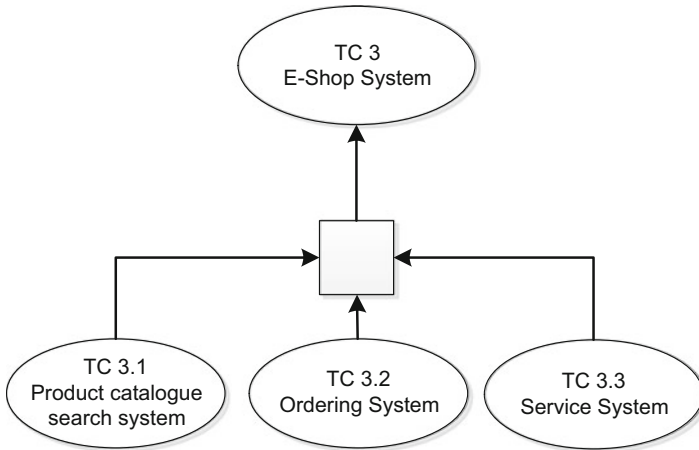 TC 3
E-Shop System
TC 3.1
Product catalogue
search system
TC 3.2
Ordering System
TC 3.3
Service System